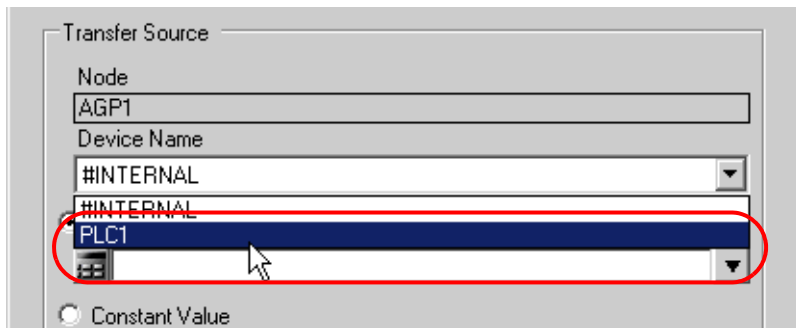 Transfer Source
Node
AGP1
Device Name
#INTERNAL
#INTERNAL
PLC1
Constant Value